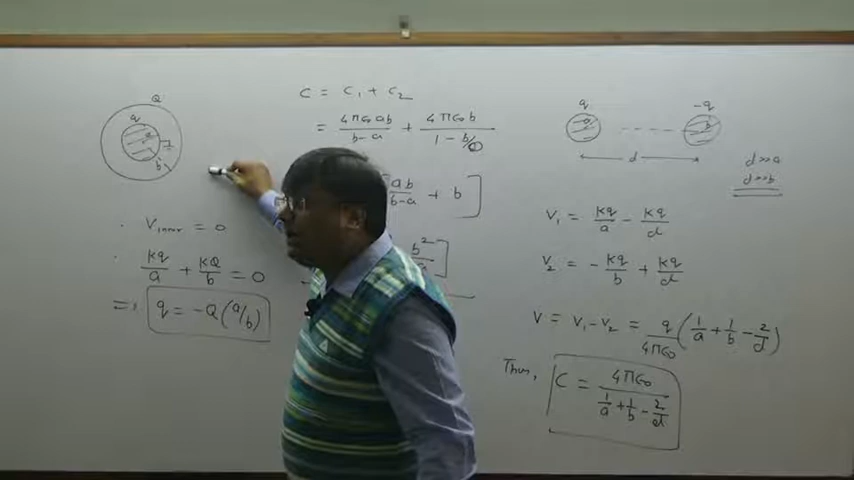 Q
q
a
b
V_inner = 0
kq/a + kQ/b = 0
⇒ q = -Q(a/b)
C = C₁ + C₂
= 4πε₀ab/(b-a) + 4πε₀b/(1 - b/∞)
ab/(b-a) + b ]
b² ]
q
-q
a
b
d
d>>a
d>>b
V₁ = kq/a - kq/d
V₂ = -kq/b + kq/d
V = V₁-V₂ = q/4πε₀ (1/a + 1/b - 2/d)
Thus,
C = 4πε₀/(1/a + 1/b - 2/d)